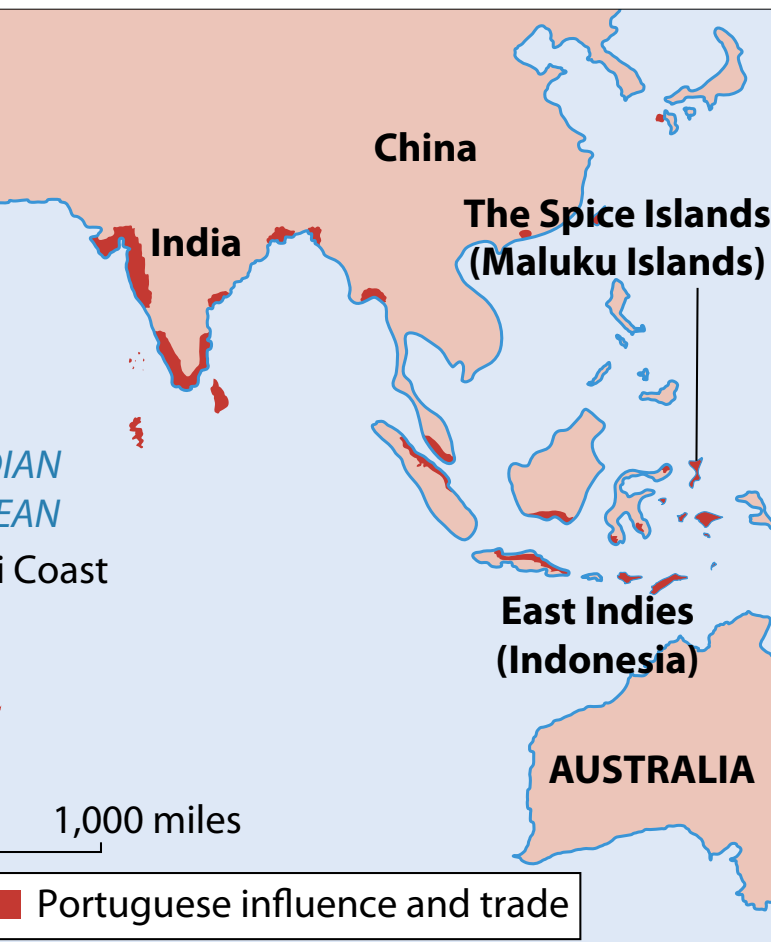 China
The Spice Islands
(Maluku Islands)
India
DIAN
EAN
i Coast
East Indies
(Indonesia)
AUSTRALIA
1,000 miles
Portuguese influence and trade